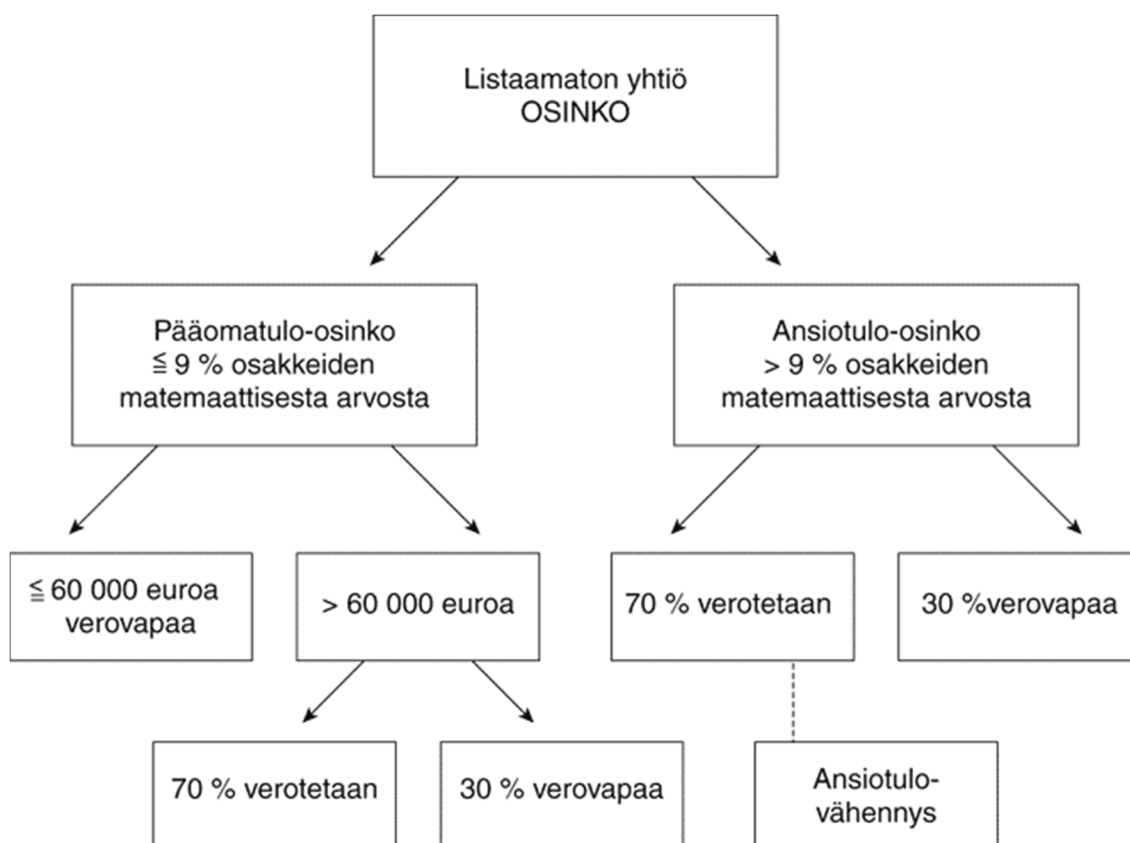 Listaamaton yhtiö
OSINKO
Pääomatulo-osinko
≦ 9 % osakkeiden
matemaattisesta arvosta
Ansiotulo-osinko
> 9 % osakkeiden
matemaattisesta arvosta
≦ 60 000 euroa
verovapaa
> 60 000 euroa
70 % verotetaan
30 %verovapaa
70 % verotetaan
30 % verovapaa
Ansiotulo-
vähennys